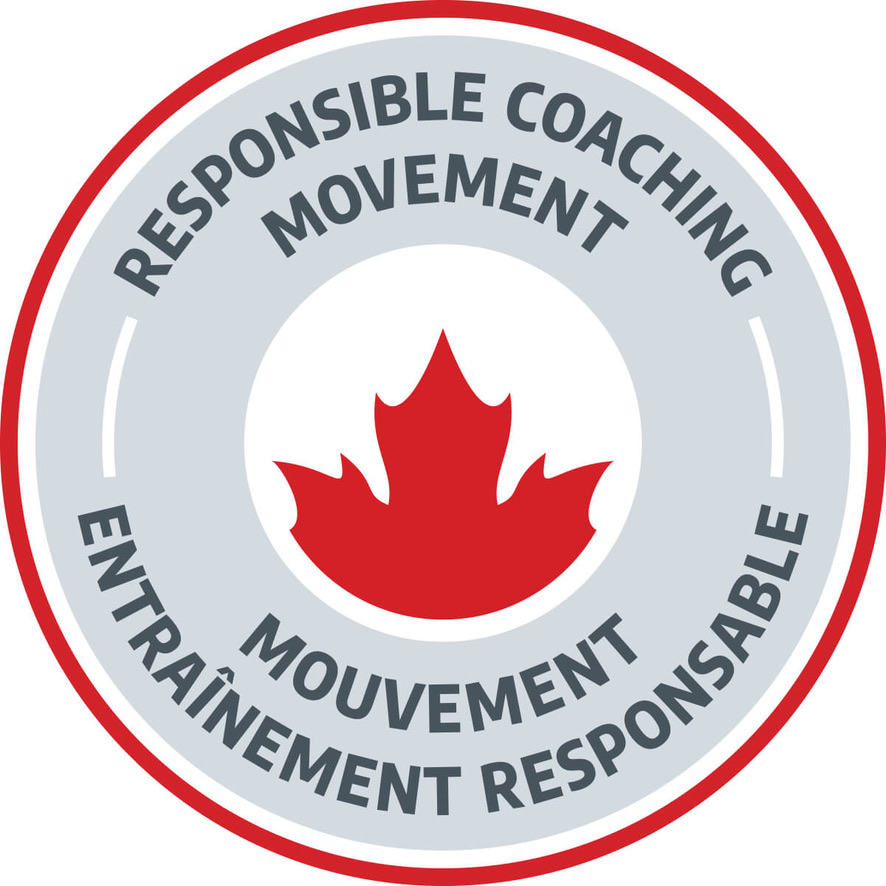 RESPONSIBLE COACHING
MOVEMENT
MOUVEMENT
ENTRAÎNEMENT RESPONSABLE